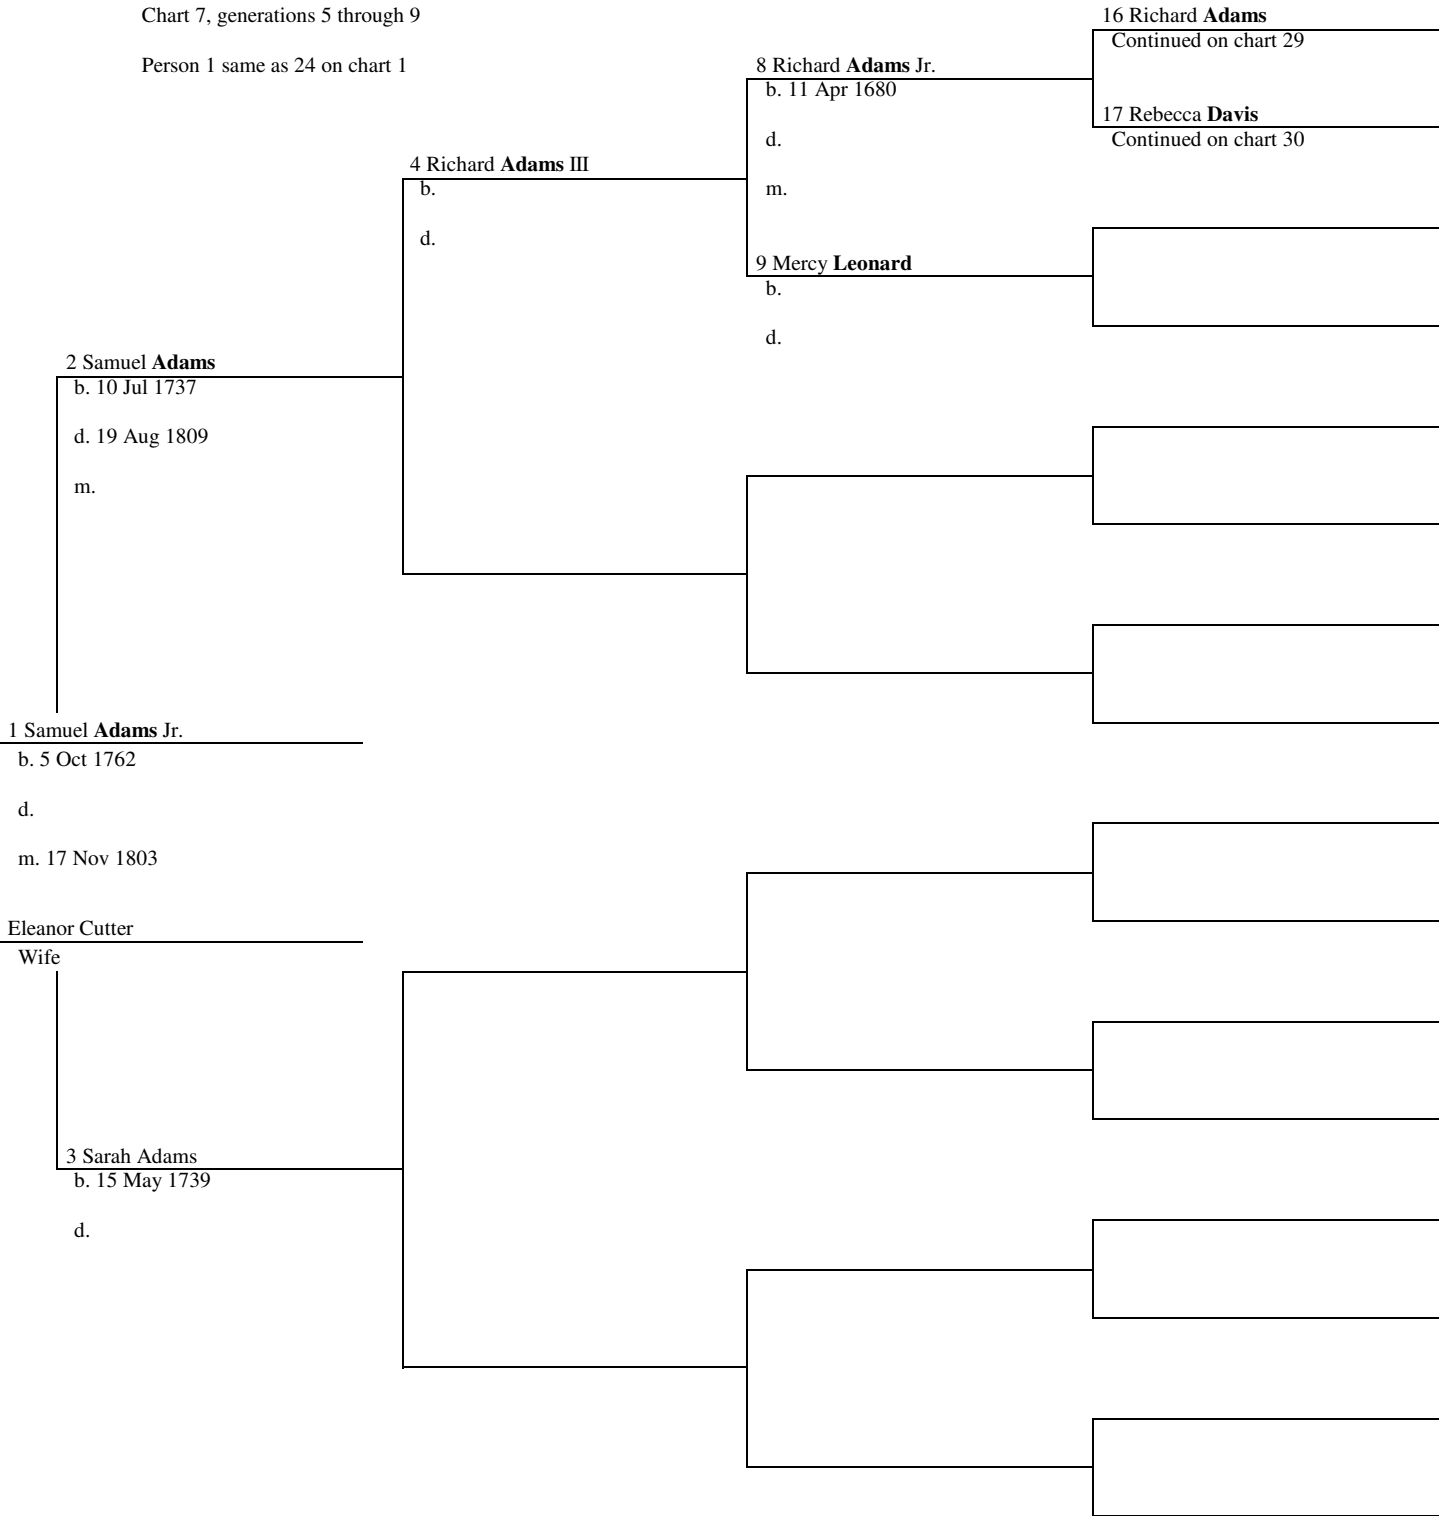 Chart 7, generations 5 through 9
Person 1 same as 24 on chart 1
16 Richard Adams
Continued on chart 29
8 Richard Adams Jr.
b. 11 Apr 1680
d.
m.
17 Rebecca Davis
Continued on chart 30
4 Richard Adams III
b.
d.
9 Mercy Leonard
b.
d.
2 Samuel Adams
b. 10 Jul 1737
d. 19 Aug 1809
m.
1 Samuel Adams Jr.
b. 5 Oct 1762
d.
m. 17 Nov 1803
Eleanor Cutter
Wife
3 Sarah Adams
b. 15 May 1739
d.